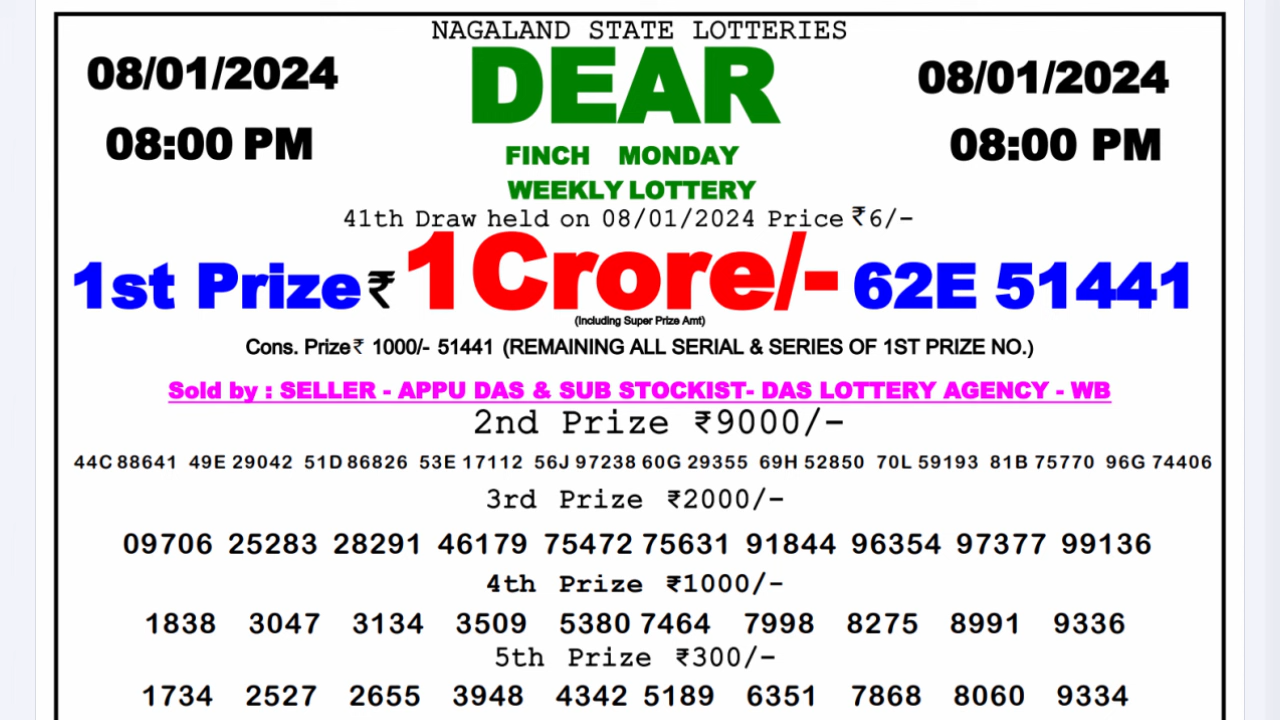 NAGALAND STATE LOTTERIES
08/01/2024 DEAR 08/01/2024
08:00 PM FINCH MONDAY 08:00 PM
WEEKLY LOTTERY
41th Draw held on 08/01/2024 Price ₹6/-
1st Prize ₹ 1Crore/- 62E 51441
(Including Super Prize Amt)
Cons. Prize ₹ 1000/- 51441 (REMAINING ALL SERIAL & SERIES OF 1ST PRIZE NO.)
Sold by : SELLER - APPU DAS & SUB STOCKIST- DAS LOTTERY AGENCY - WB
2nd Prize ₹9000/-
44C 88641 49E 29042 51D 86826 53E 17112 56J 97238 60G 29355 69H 52850 70L 59193 81B 75770 96G 74406
3rd Prize ₹2000/-
09706 25283 28291 46179 75472 75631 91844 96354 97377 99136
4th Prize ₹1000/-
1838 3047 3134 3509 5380 7464 7998 8275 8991 9336
5th Prize ₹300/-
1734 2527 2655 3948 4342 5189 6351 7868 8060 9334